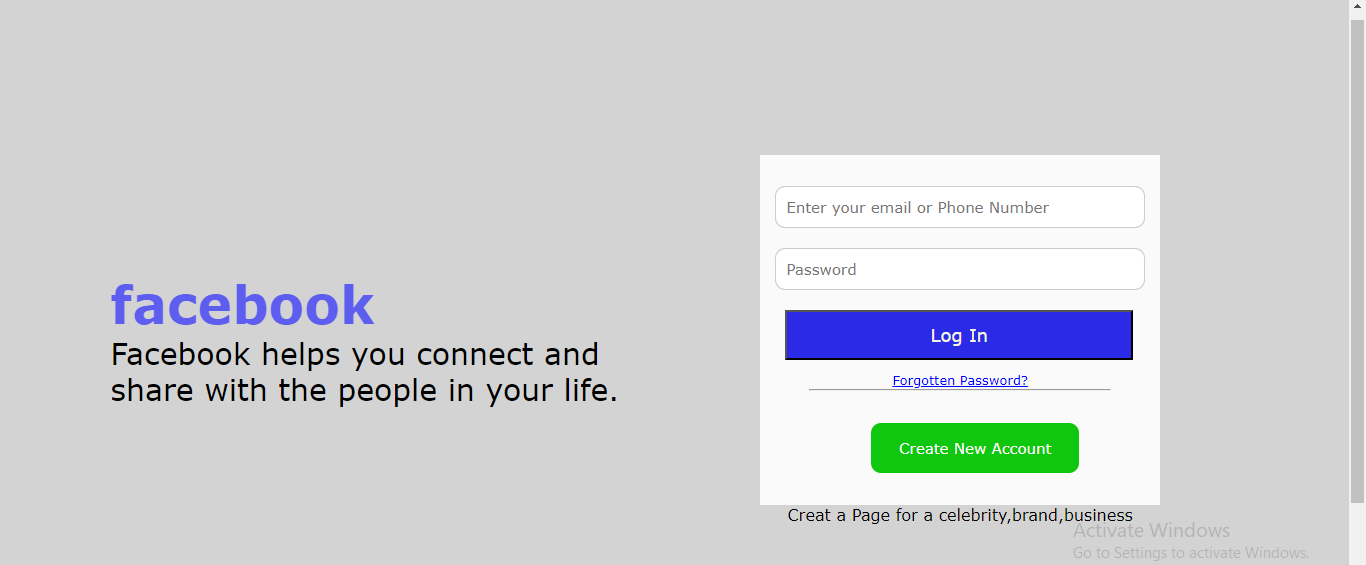 facebook
Facebook helps you connect and
share with the people in your life.
Enter your email or Phone Number
Password
Log In
Forgotten Password?
Create New Account
Creat a Page for a celebrity,brand,business
Activate Windows
Go to Settings to activate Windows.